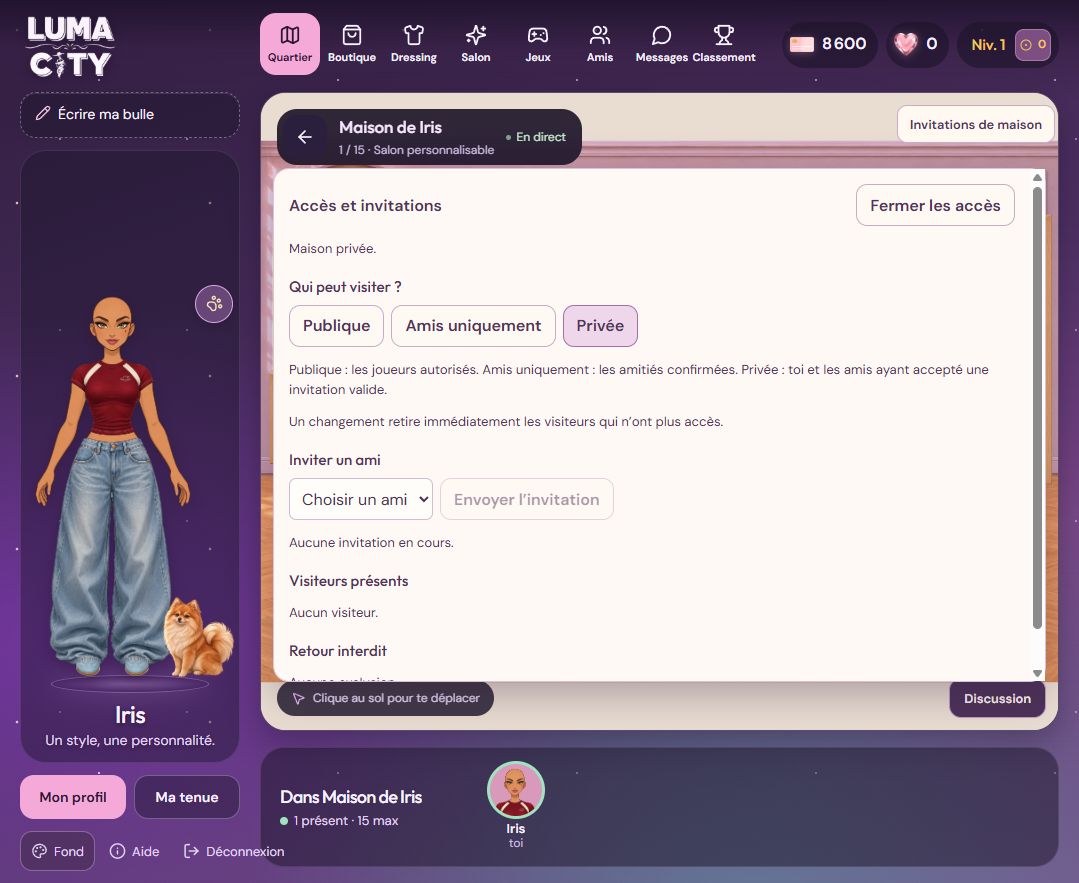 LUMA
CITY
Quartier
Boutique
Dressing
Salon
Jeux
Amis
Messages
Classement
8 600
0
Niv. 1
0
Écrire ma bulle
Maison de Iris
1 / 15 · Salon personnalisable
En direct
Invitations de maison
Accès et invitations
Fermer les accès
Maison privée.
Qui peut visiter ?
Publique
Amis uniquement
Privée
Publique : les joueurs autorisés. Amis uniquement : les amitiés confirmées. Privée : toi et les amis ayant accepté une
invitation valide.
Un changement retire immédiatement les visiteurs qui n’ont plus accès.
Inviter un ami
Choisir un ami
Envoyer l’invitation
Aucune invitation en cours.
Visiteurs présents
Aucun visiteur.
Retour interdit
Clique au sol pour te déplacer
Discussion
Iris
Un style, une personnalité.
Mon profil
Ma tenue
Fond
Aide
Déconnexion
Dans Maison de Iris
1 présent · 15 max
Iris
toi